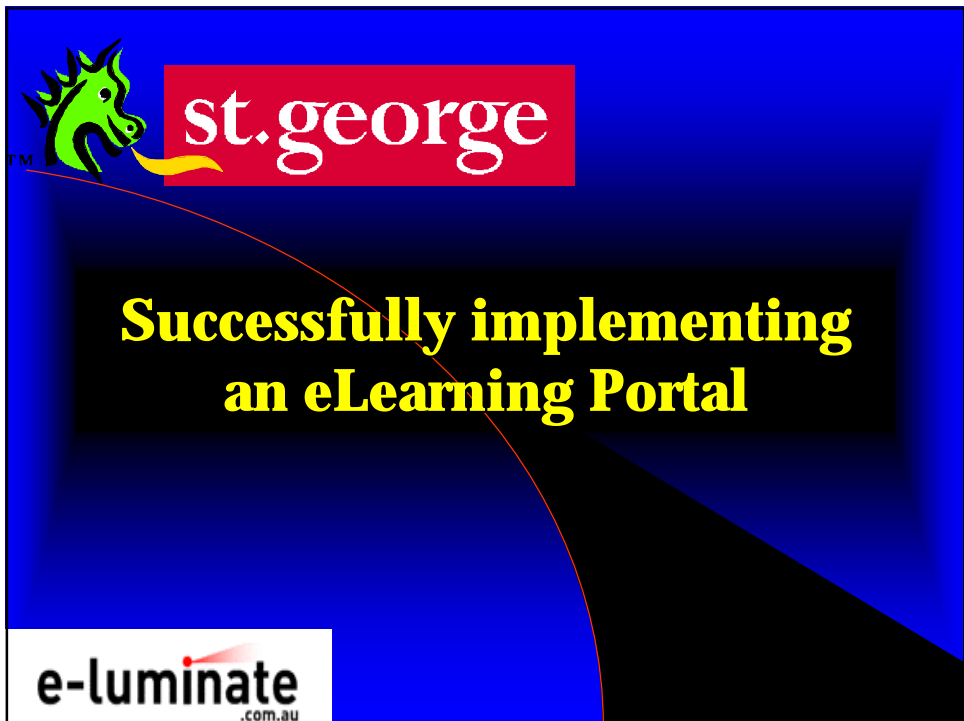 TM
st.george
Successfully implementing
an eLearning Portal
e-luminate
.com.au